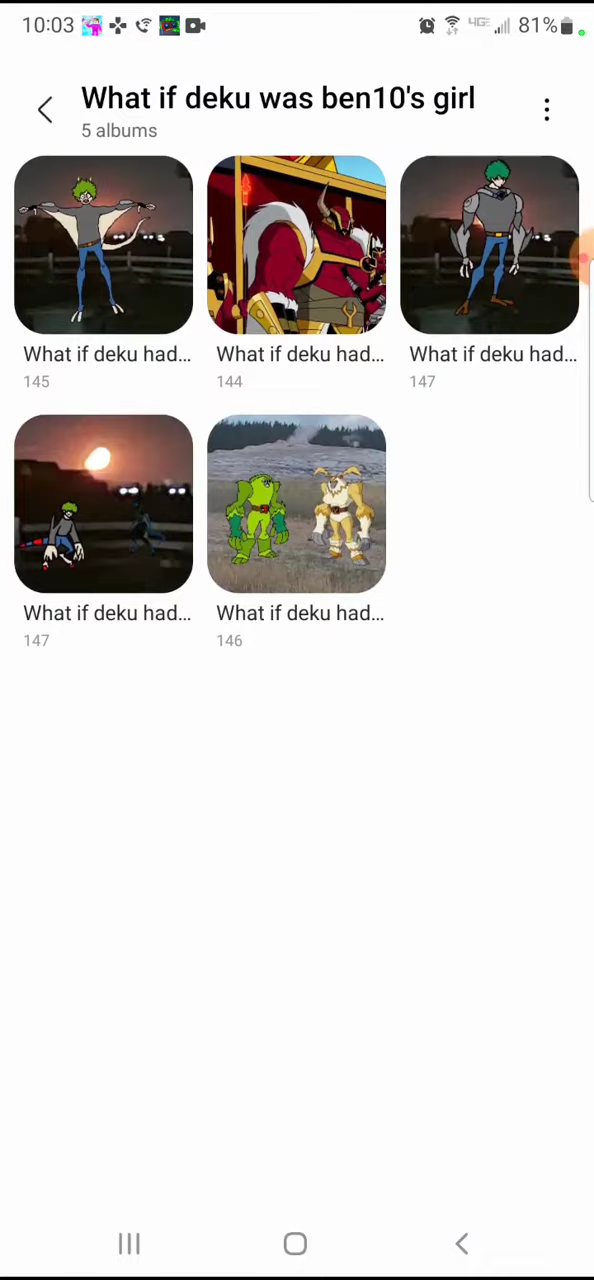 10:03
4GE
81%
What if deku was ben10's girl
5 albums
What if deku had...
What if deku had...
What if deku had...
145
144
147
What if deku had...
What if deku had...
147
146